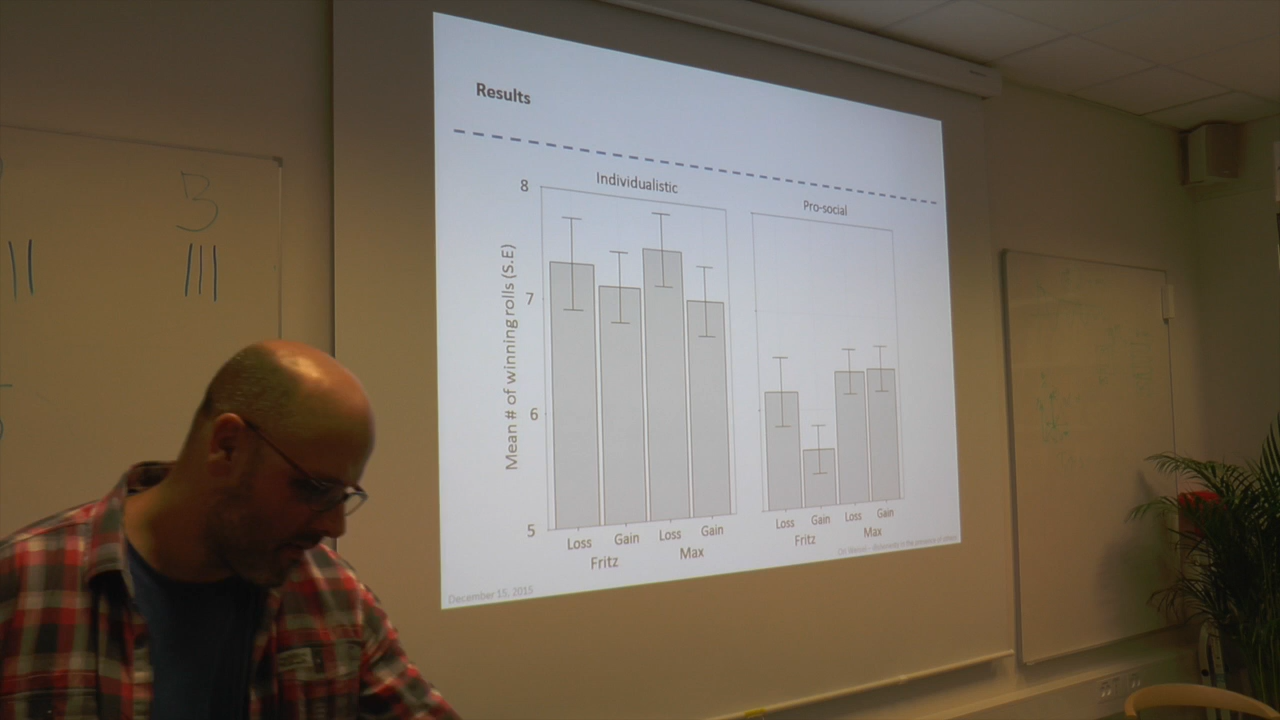 Results
Individualistic
Pro-social
Mean # of winning rolls (S.E)
8
7
6
5
Loss Gain Loss Gain
Fritz Max
Loss Gain Loss Gain
Fritz Max
December 15, 2015
B